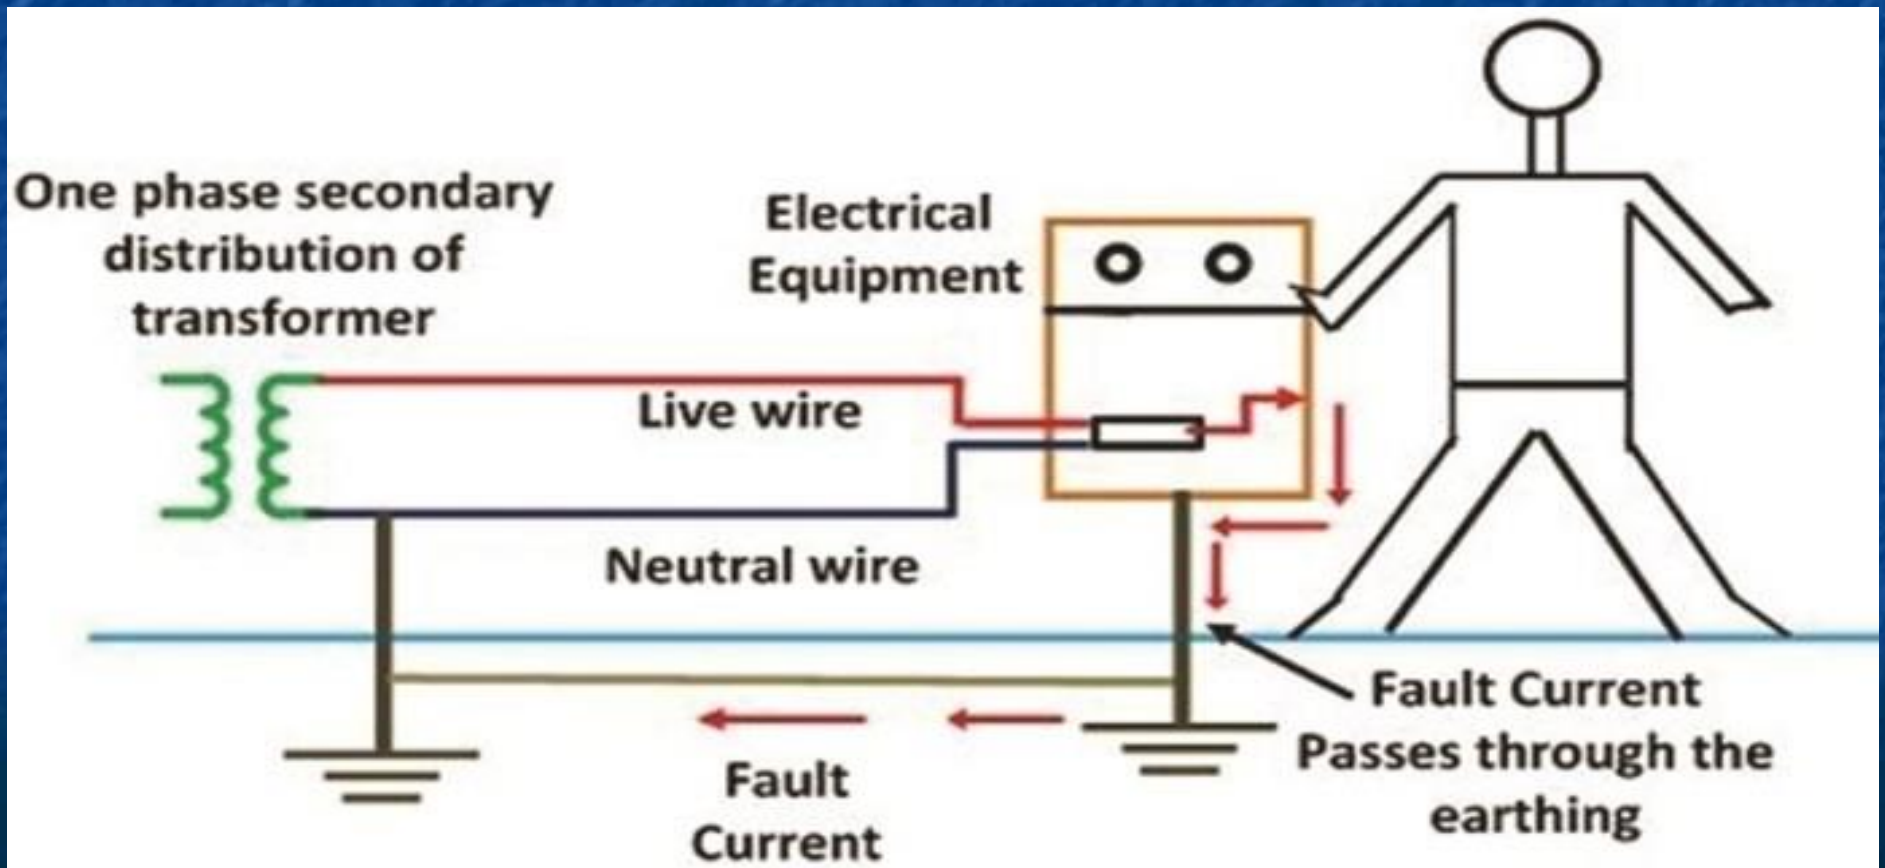 One phase secondary
distribution of
transformer
Electrical
Equipment
Live wire
Neutral wire
Fault
Current
Fault Current
Passes through the
earthing